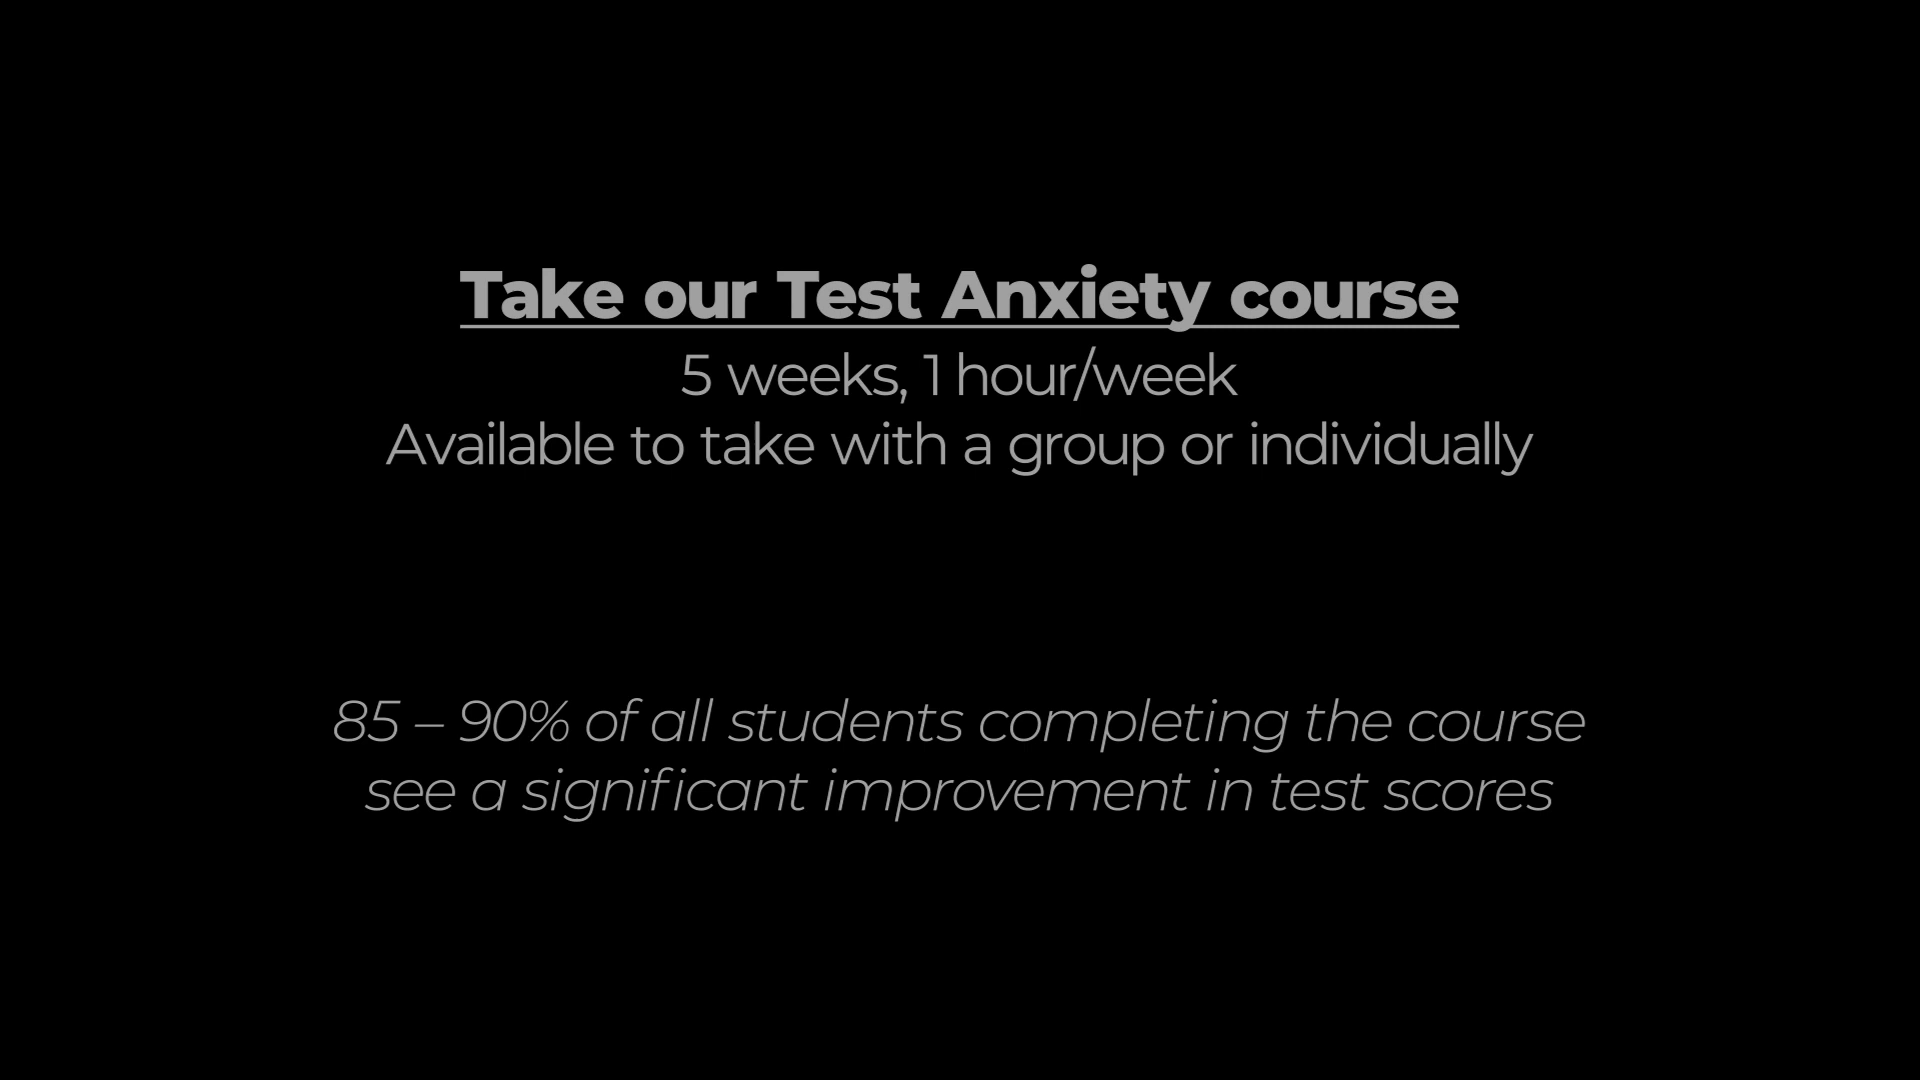 Take our Test Anxiety course
5 weeks, 1 hour/week
Available to take with a group or individually
85 – 90% of all students completing the course
see a significant improvement in test scores